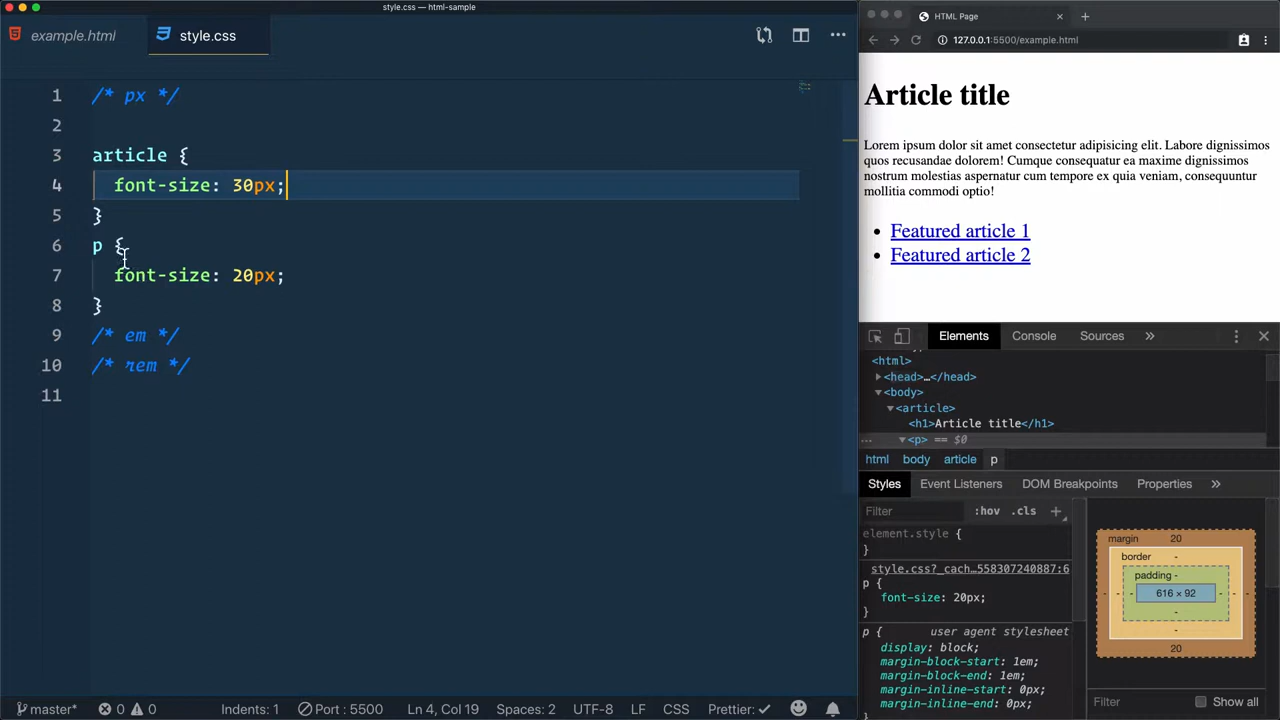 style.css — html-sample
example.html
style.css
1 /* px */
2
3 article {
4 font-size: 30px;
5 }
6 p {
7 font-size: 20px;
8 }
9 /* em */
10 /* rem */
11
master* 0 0 Indents: 1 Port : 5500 Ln 4, Col 19 Spaces: 2 UTF-8 LF CSS Prettier: ✓
HTML Page
127.0.0.1:5500/example.html
Article title
Lorem ipsum dolor sit amet consectetur adipisicing elit. Labore dignissimos
quos recusandae dolorem! Cumque consequatur ea maxime dignissimos
nostrum molestias aspernatur cum tempore ex quia veniam, consequuntur
mollitia commodi optio!
• Featured article 1
• Featured article 2
Elements Console Sources »
<html>
<head>…</head>
<body>
<article>
<h1>Article title</h1>
… <p> == $0
html body article p
Styles Event Listeners DOM Breakpoints Properties »
Filter :hov .cls +
element.style {
}
style.css?_cach…558307240887:6
p {
font-size: 20px;
}
p { user agent stylesheet
display: block;
margin-block-start: 1em;
margin-block-end: 1em;
margin-inline-start: 0px;
margin-inline-end: 0px;
margin 20
border -
padding -
- - - 616 × 92 - - -
-
-
20
Filter Show all